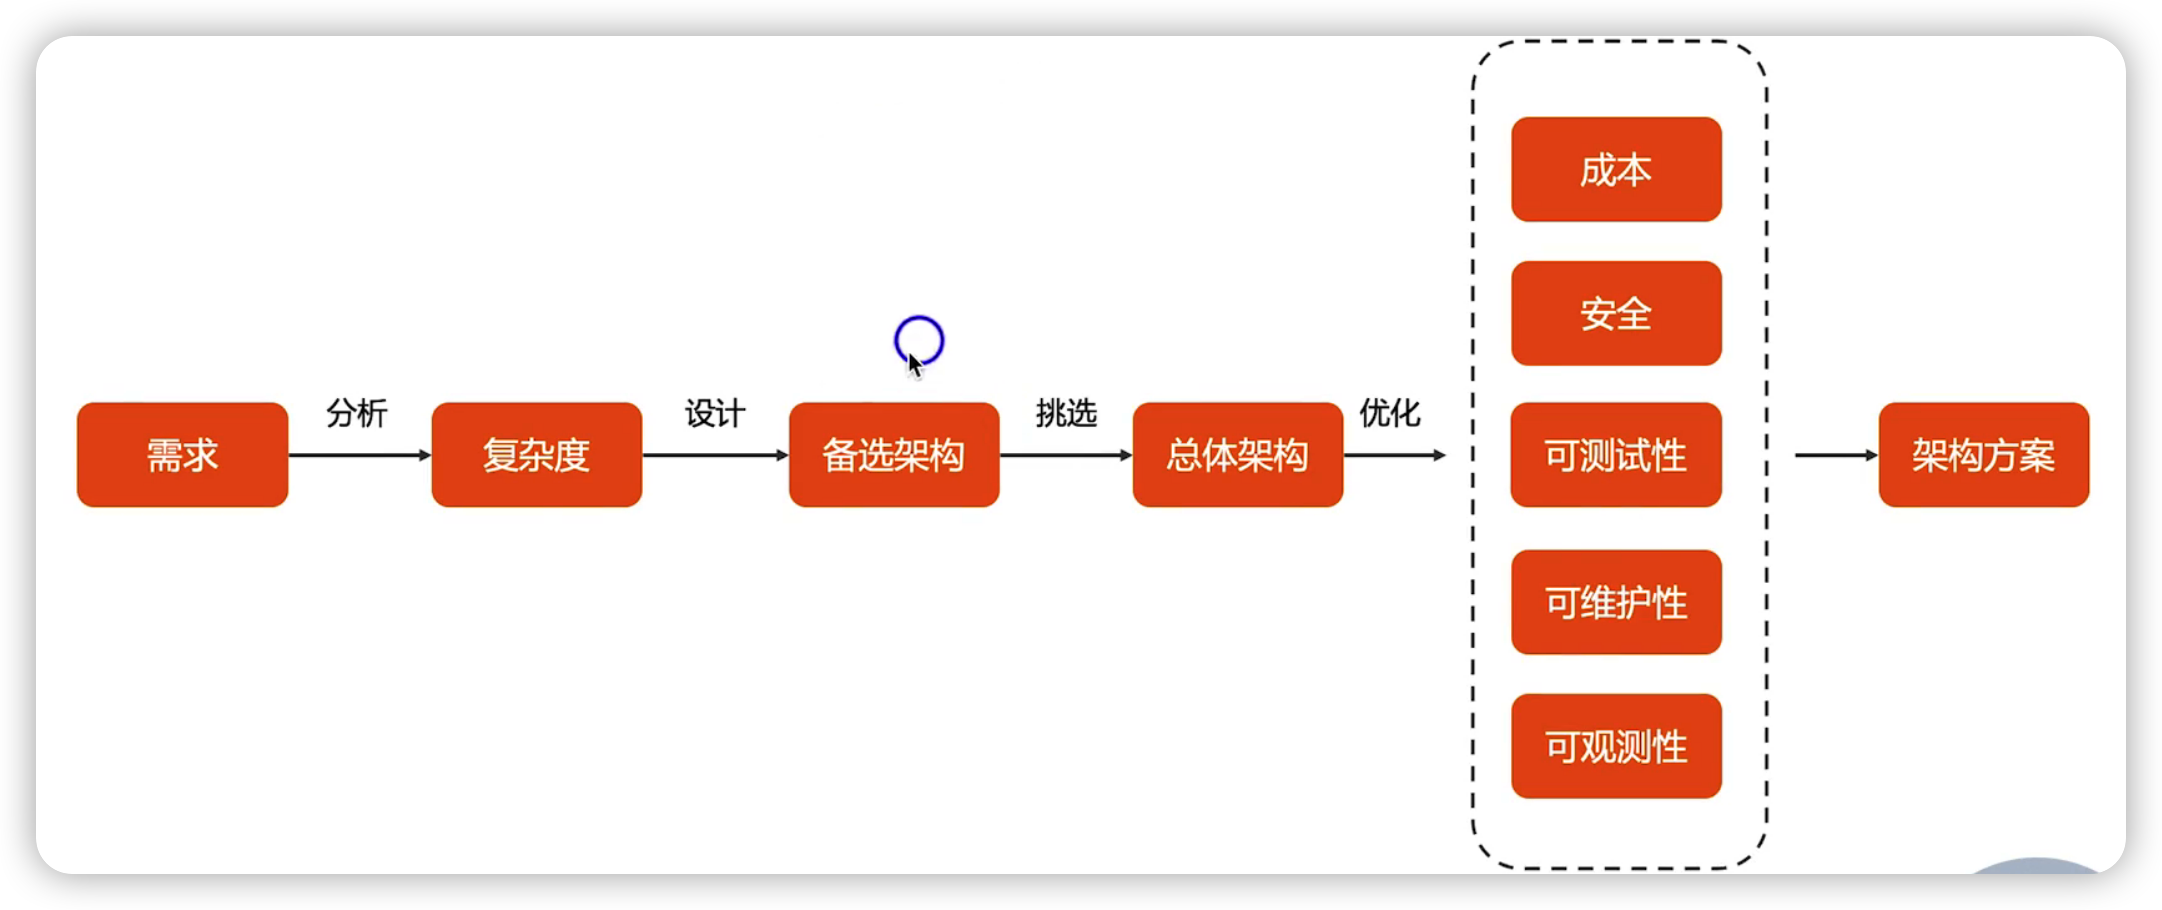 需求
分析
复杂度
设计
备选架构
挑选
总体架构
优化
成本
安全
可测试性
可维护性
可观测性
架构方案